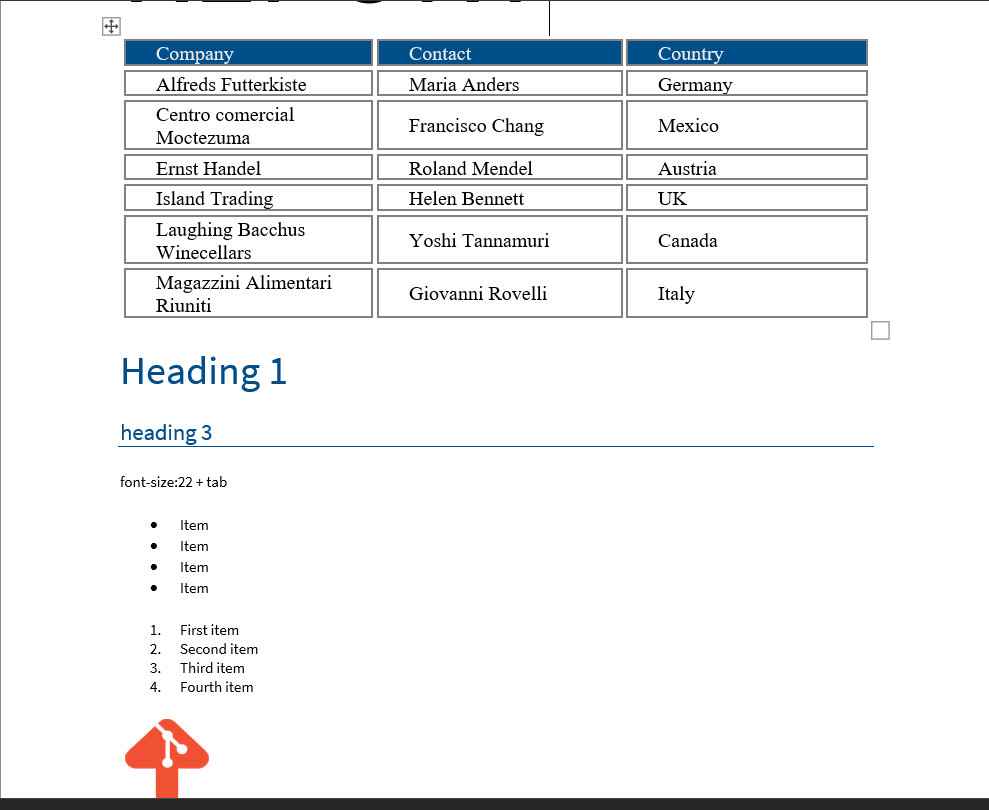 Company Contact Country
Alfreds Futterkiste Maria Anders Germany
Centro comercial
Moctezuma Francisco Chang Mexico
Ernst Handel Roland Mendel Austria
Island Trading Helen Bennett UK
Laughing Bacchus
Winecellars Yoshi Tannamuri Canada
Magazzini Alimentari
Riuniti Giovanni Rovelli Italy
Heading 1
heading 3
font-size:22 + tab
• Item
• Item
• Item
• Item
1. First item
2. Second item
3. Third item
4. Fourth item